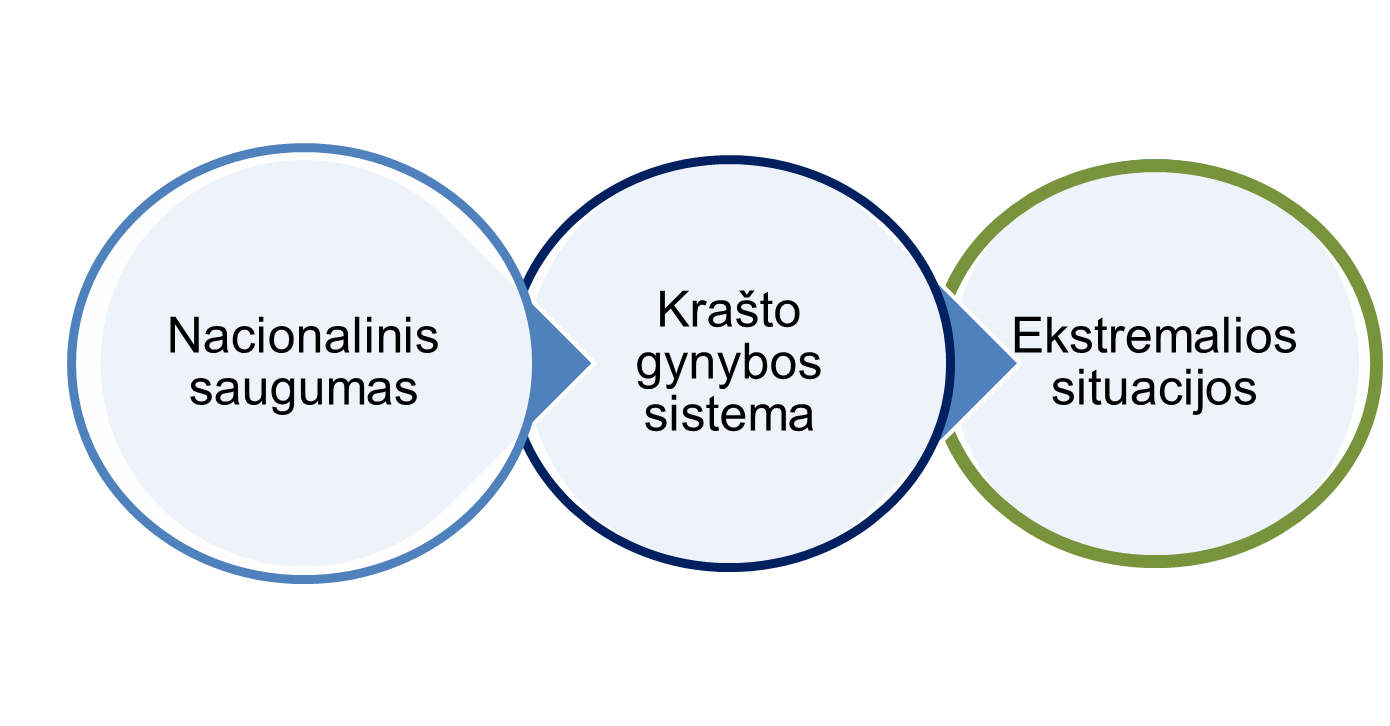 Nacionalinis
saugumas
Krašto
gynybos
sistema
Ekstremalios
situacijos